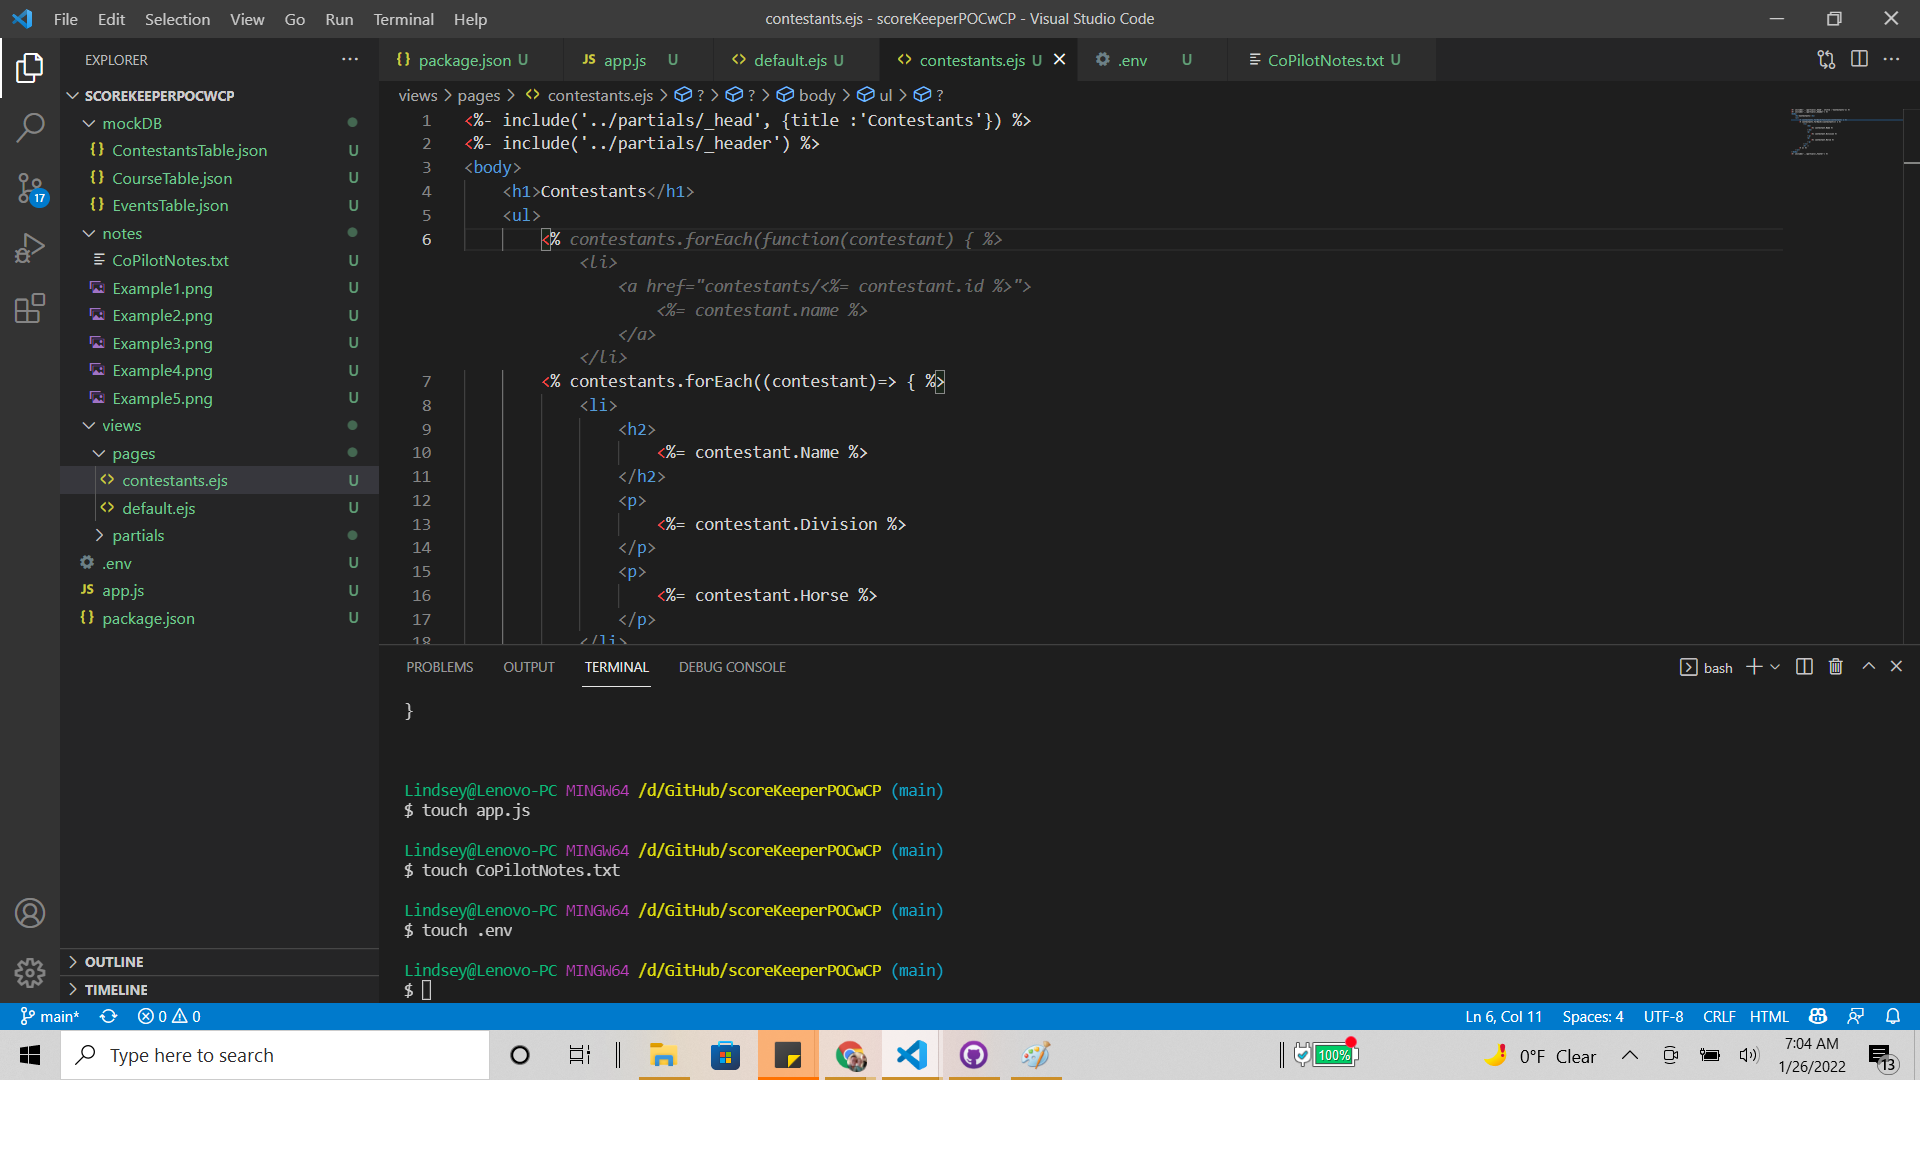 File Edit Selection View Go Run Terminal Help
contestants.ejs - scoreKeeperPOCwCP - Visual Studio Code
EXPLORER
SCOREKEEPERPOCWCP
mockDB
ContestantsTable.json U
CourseTable.json U
EventsTable.json U
notes
CoPilotNotes.txt U
Example1.png U
Example2.png U
Example3.png U
Example4.png U
Example5.png U
views
pages
contestants.ejs U
default.ejs U
partials
.env U
JS app.js U
{} package.json U
OUTLINE
TIMELINE
17
{} package.json U JS app.js U <> default.ejs U <> contestants.ejs U .env U CoPilotNotes.txt U
views > pages > <> contestants.ejs > ? > ? > body > ul > ?
1 <%- include('../partials/_head', {title :'Contestants'}) %>
2 <%- include('../partials/_header') %>
3 <body>
4 <h1>Contestants</h1>
5 <ul>
6 <% contestants.forEach(function(contestant) { %>
<li>
<a href="contestants/<%= contestant.id %>">
<%= contestant.name %>
</a>
</li>
7 <% contestants.forEach((contestant)=> { %>
8 <li>
9 <h2>
10 <%= contestant.Name %>
11 </h2>
12 <p>
13 <%= contestant.Division %>
14 </p>
15 <p>
16 <%= contestant.Horse %>
17 </p>
18 </li>
PROBLEMS OUTPUT TERMINAL DEBUG CONSOLE
bash
}
Lindsey@Lenovo-PC MINGW64 /d/GitHub/scoreKeeperPOCwCP (main)
$ touch app.js
Lindsey@Lenovo-PC MINGW64 /d/GitHub/scoreKeeperPOCwCP (main)
$ touch CoPilotNotes.txt
Lindsey@Lenovo-PC MINGW64 /d/GitHub/scoreKeeperPOCwCP (main)
$ touch .env
Lindsey@Lenovo-PC MINGW64 /d/GitHub/scoreKeeperPOCwCP (main)
$
main* 0 0
Ln 6, Col 11 Spaces: 4 UTF-8 CRLF HTML
Type here to search
100%
0°F Clear
7:04 AM
1/26/2022
13